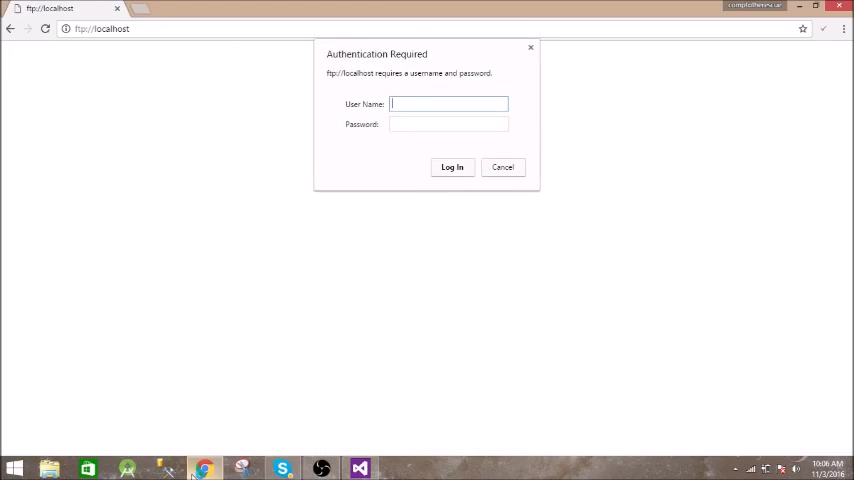 ftp://localhost
comptotherescue
ftp://localhost
Authentication Required
ftp://localhost requires a username and password.
User Name:
Password:
Log In
Cancel
10:06 AM
11/3/2016